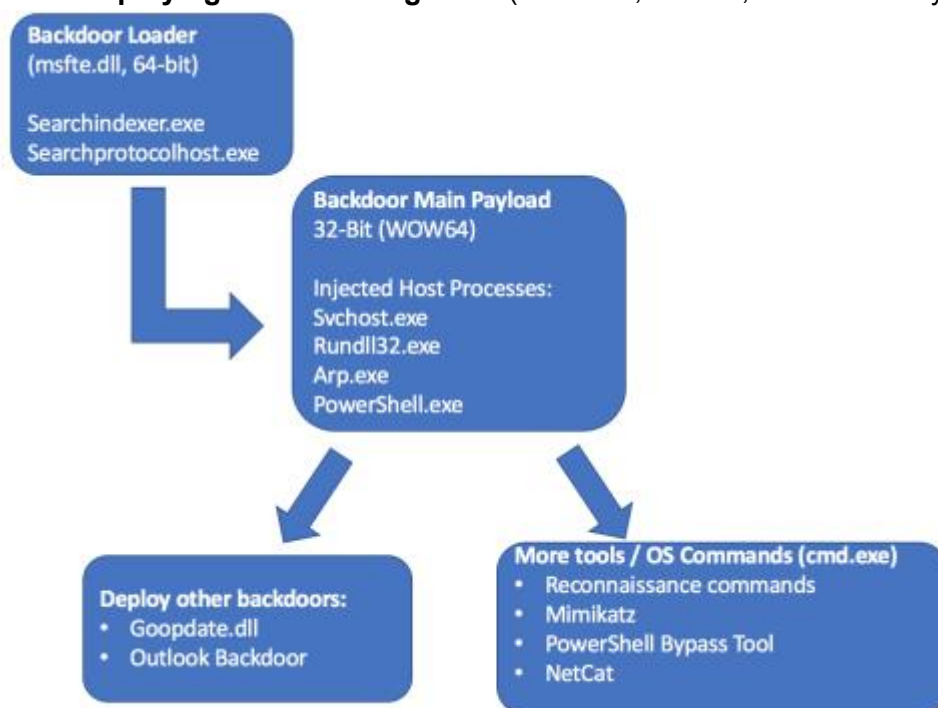 Backdoor Loader
(msfte.dll, 64-bit)
Searchindexer.exe
Searchprotocolhost.exe
Backdoor Main Payload
32-Bit (WOW64)
Injected Host Processes:
Svchost.exe
Rundll32.exe
Arp.exe
PowerShell.exe
Deploy other backdoors:
• Goopdate.dll
• Outlook Backdoor
More tools / OS Commands (cmd.exe)
• Reconnaissance commands
• Mimikatz
• PowerShell Bypass Tool
• NetCat